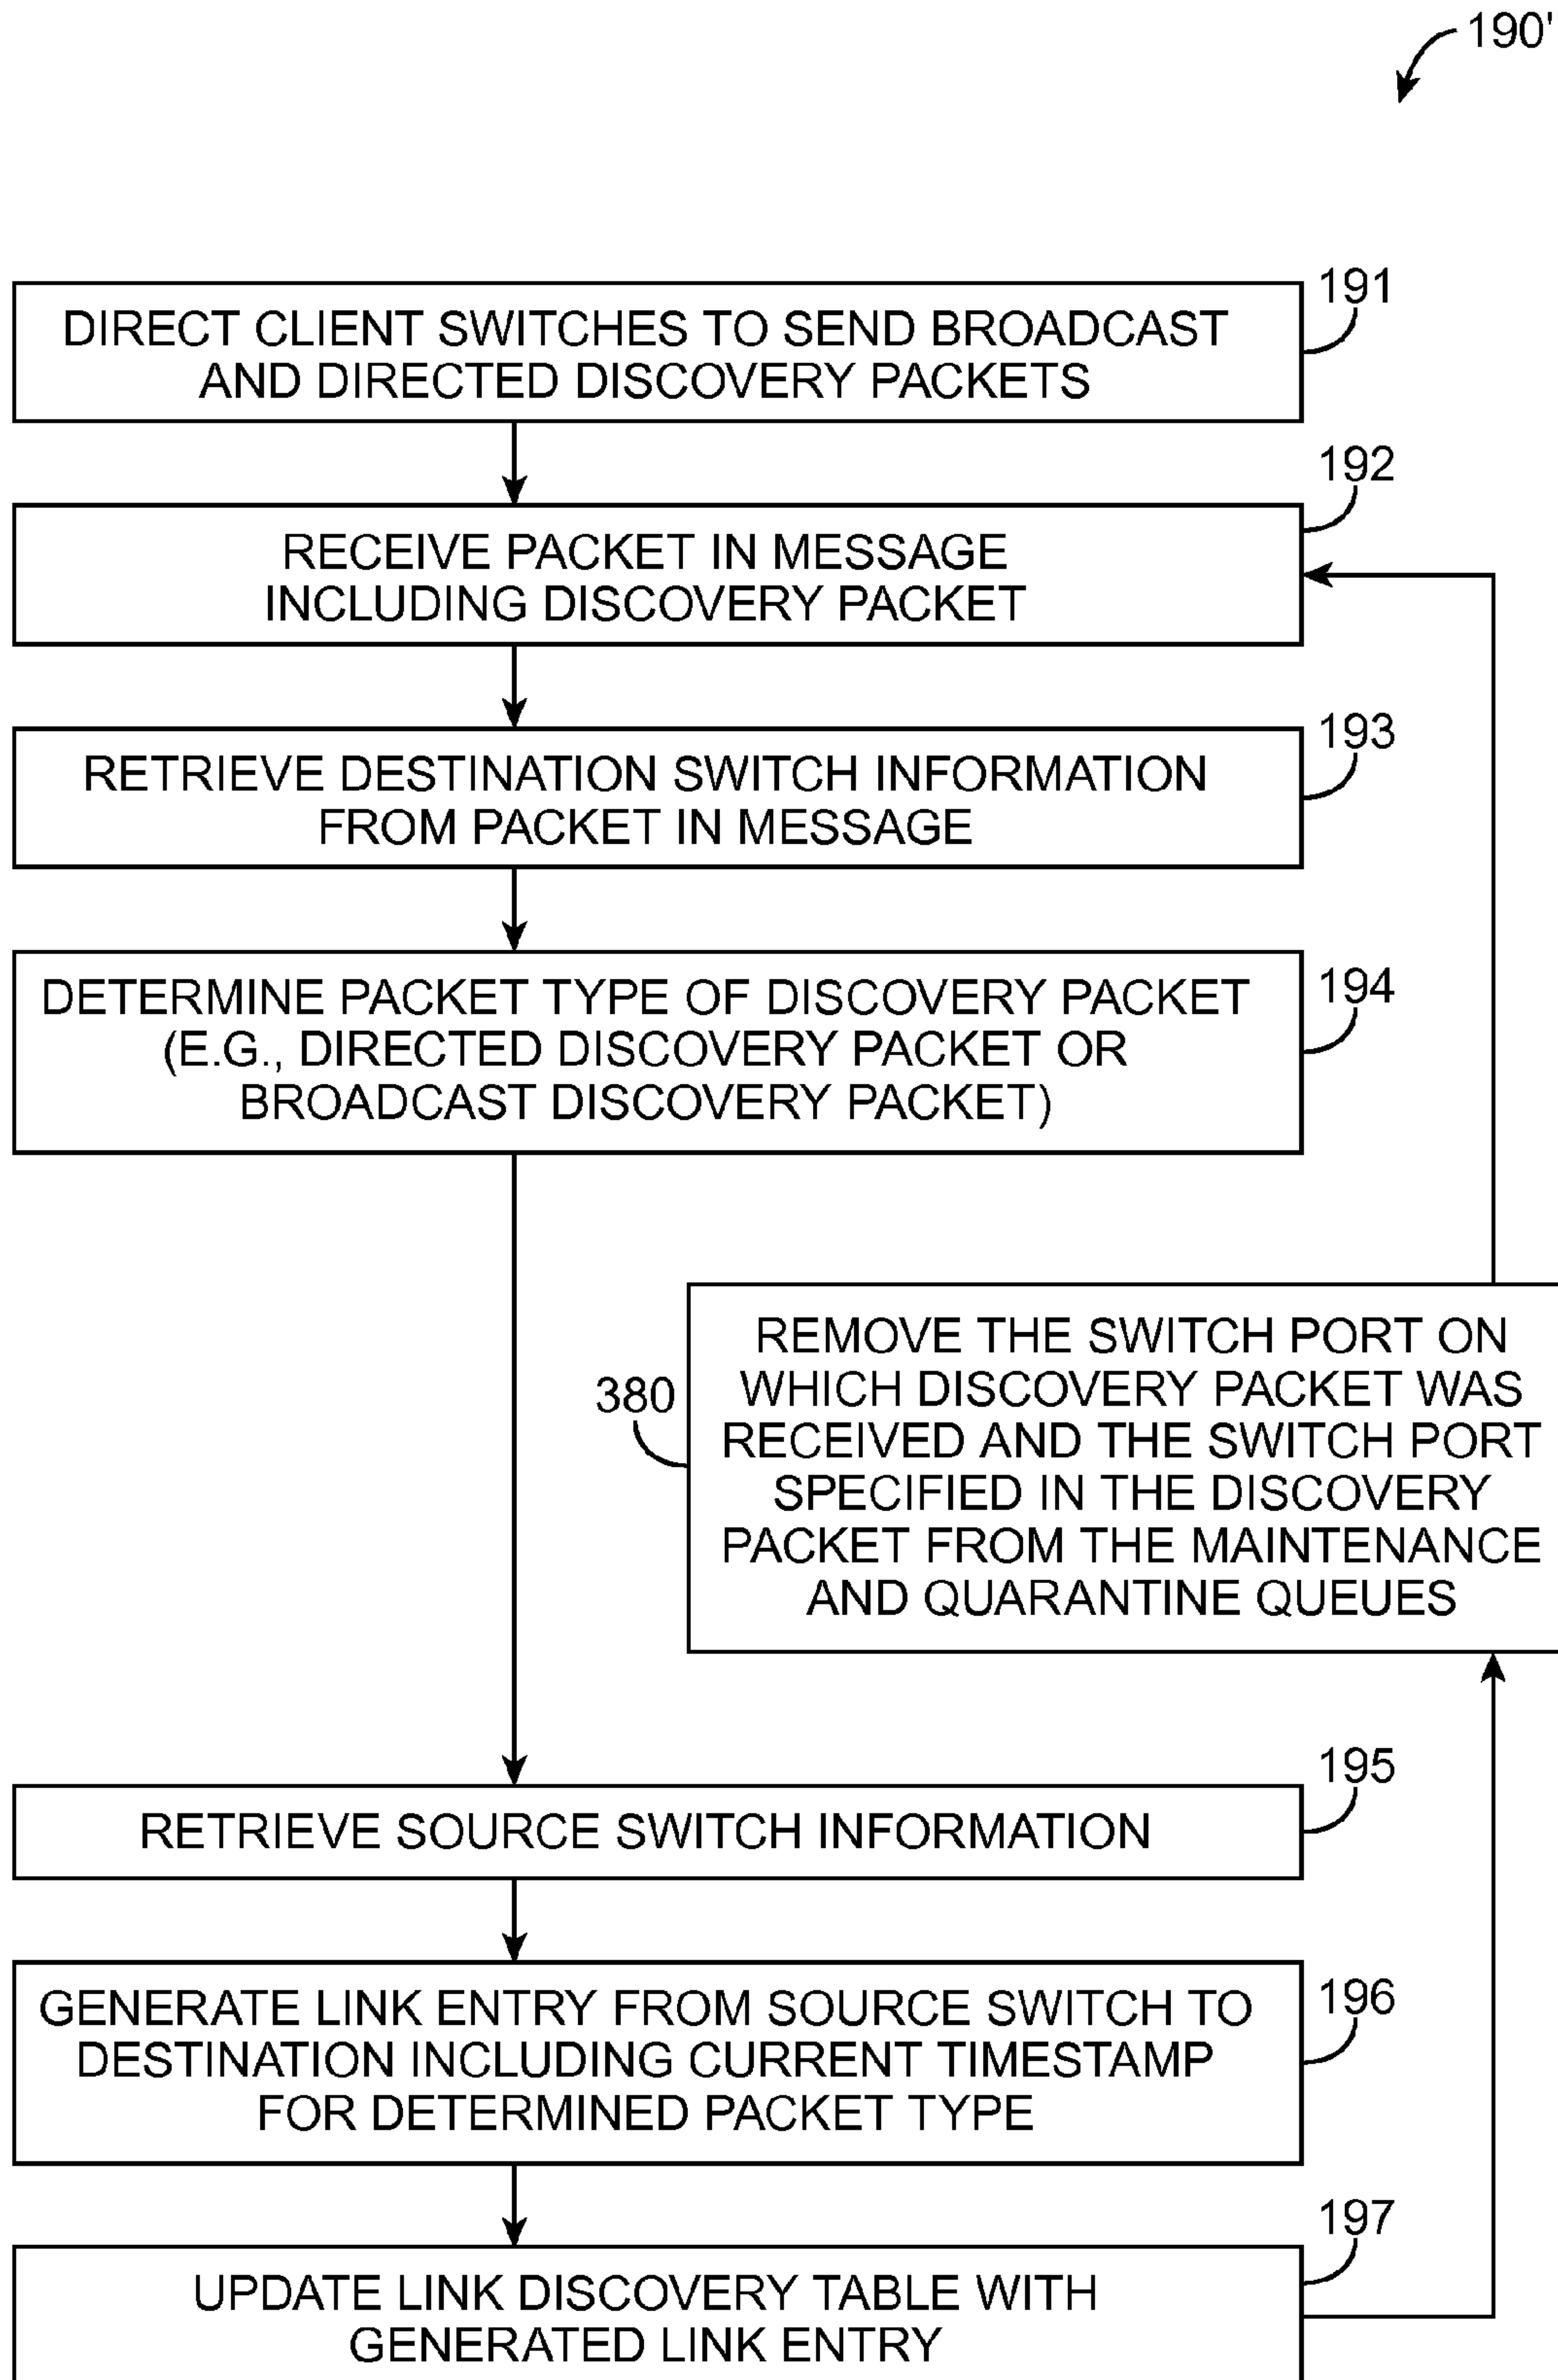 190'
191
DIRECT CLIENT SWITCHES TO SEND BROADCAST
AND DIRECTED DISCOVERY PACKETS
192
RECEIVE PACKET IN MESSAGE
INCLUDING DISCOVERY PACKET
193
RETRIEVE DESTINATION SWITCH INFORMATION
FROM PACKET IN MESSAGE
194
DETERMINE PACKET TYPE OF DISCOVERY PACKET
(E.G., DIRECTED DISCOVERY PACKET OR
BROADCAST DISCOVERY PACKET)
380
REMOVE THE SWITCH PORT ON
WHICH DISCOVERY PACKET WAS
RECEIVED AND THE SWITCH PORT
SPECIFIED IN THE DISCOVERY
PACKET FROM THE MAINTENANCE
AND QUARANTINE QUEUES
195
RETRIEVE SOURCE SWITCH INFORMATION
196
GENERATE LINK ENTRY FROM SOURCE SWITCH TO
DESTINATION INCLUDING CURRENT TIMESTAMP
FOR DETERMINED PACKET TYPE
197
UPDATE LINK DISCOVERY TABLE WITH
GENERATED LINK ENTRY